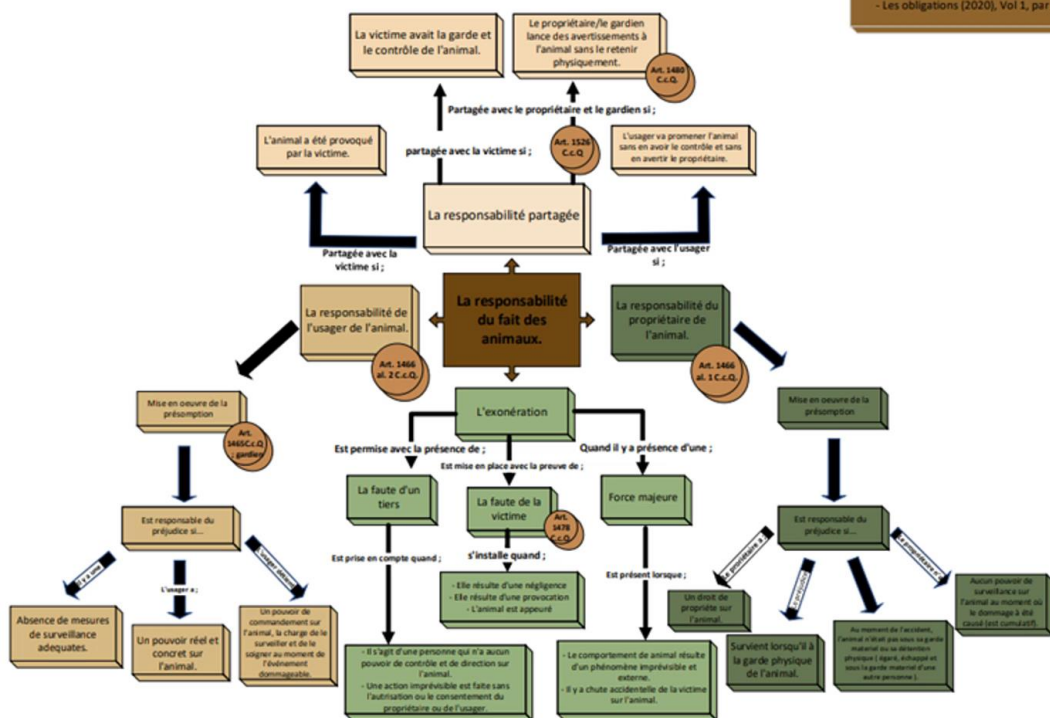 - Les obligations (2020), Vol 1, par
La victime avait la garde et
le contrôle de l'animal.
Le propriétaire/le gardien
lance des avertissements à
l'animal sans le retenir
physiquement.
Art. 1480
C.c.Q.
Partagée avec le propriétaire et le gardien si ;
L'animal a été provoqué
par la victime.
partagée avec la victime si ;
Art. 1526
C.c.Q
L'usager va promener l'animal
sans en avoir le contrôle et sans
en avertir le propriétaire.
La responsabilité partagée
Partagée avec la
victime si ;
Partagée avec l'usager
si ;
La responsabilité de
l'usager de l'animal.
Art. 1466
al. 2 C.c.Q.
La responsabilité
du fait des
animaux.
La responsabilité du
propriétaire de
l'animal.
Art. 1466
al. 1 C.c.Q.
Mise en oeuvre de la
présomption
Art.
1465C.c.Q
; gardien
L'exonération
Mise en oeuvre de la
présomption
Est permise avec la présence de ;
Est mise en place avec la preuve de ;
Quand il y a présence d'une ;
La faute d'un
tiers
La faute de la
victime
Art.
1478
C.c.Q.
Force majeure
Est responsable du
préjudice si...
Est responsable du
préjudice si...
Est prise en compte quand ;
s'installe quand ;
Est présent lorsque ;
Il y a une
L'usager a ;
L'usager détenait
Le propriétaire a
Le préjudice
Le propriétaire n'
- Elle résulte d'une négligence
- Elle résulte d'une provocation
- L'animal est appeuré
Absence de mesures
de surveillance
adequates.
Un pouvoir réel et
concret sur l'animal.
Un pouvoir de
commandement sur
l'animal, la charge de le
surveiller et de le
soigner au moment de
l'événement
dommageable.
- Il s'agit d'une personne qui n'a aucun
pouvoir de contrôle et de direction sur
l'animal.
- Une action imprévisible est faite sans
l'autrisation ou le consentement du
propriétaire ou de l'usager.
- Le comportement de animal résulte
d'un phénomène imprévisible et
externe.
- Il y a chute accidentelle de la victime
sur l'animal.
Un droit de
propriéte sur l'animal.
Survient lorsqu'il à
la garde physique
de l'animal.
Au moment de l'accident,
l'animal n'était pas sous sa garde
materiel ou sa détention
physique ( égaré, échappé et
sous la garde materiel d'une
autre personne ).
Aucun pouvoir de
surveillance sur
l'animal au moment où
le dommage à été
causé (est cumulatif).